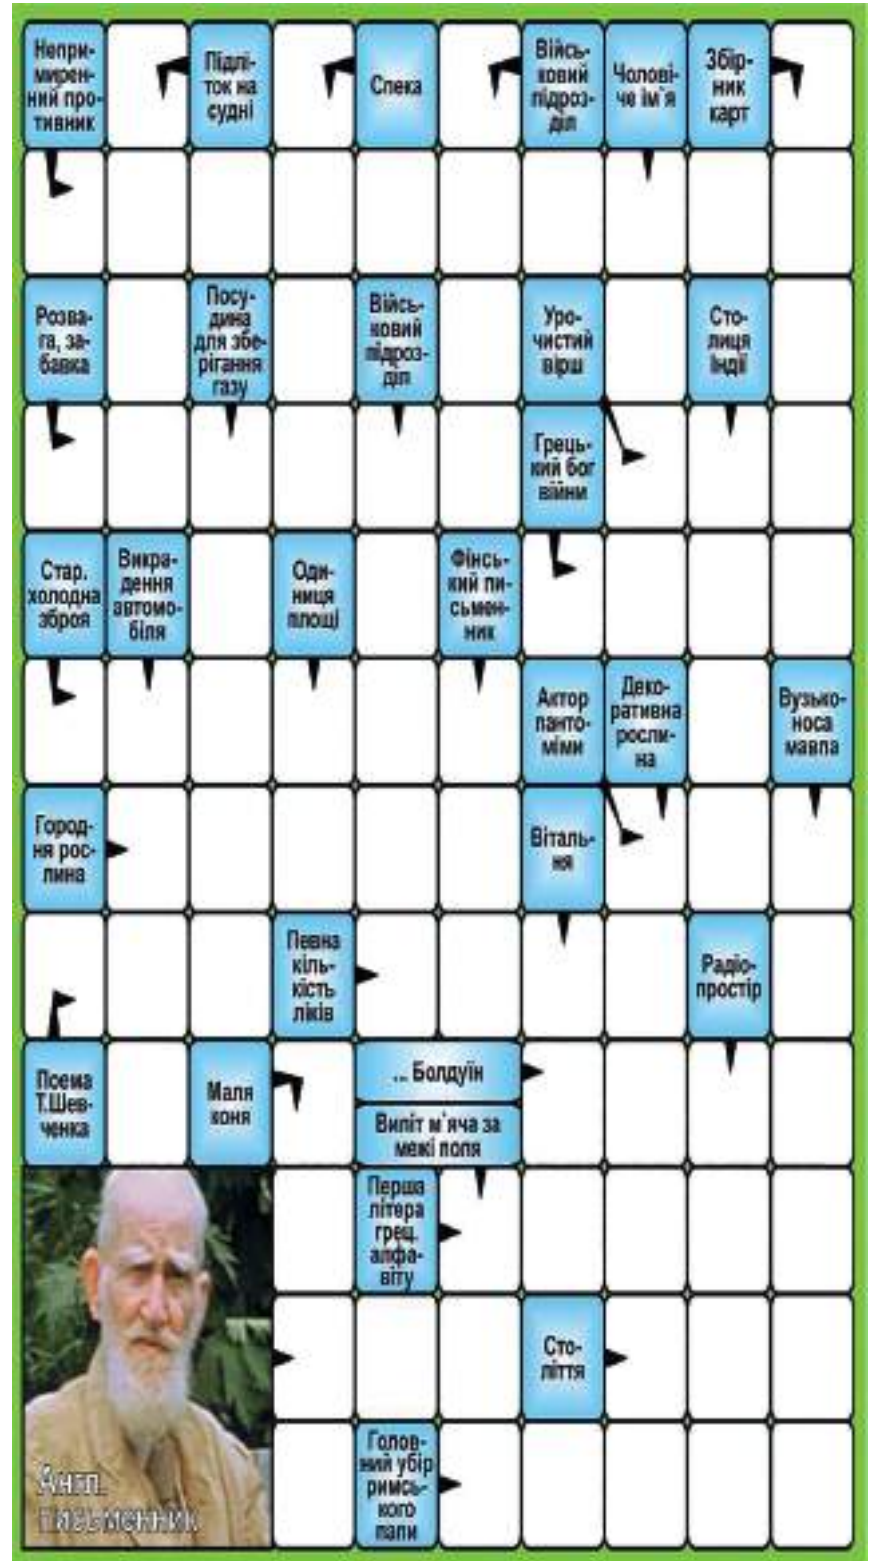 Непри-
мирен-
ний про-
тивник
Підлі-
ток на
судні
Спека
Війсь-
ковий
підроз-
діл
Чолові-
че ім`я
Збір-
ник
карт
Розва-
га, за-
бавка
Посу-
дина
для збе-
рігання
газу
Війсь-
ковий
підроз-
діл
Уро-
чистий
вірш
Сто-
лиця
Індії
Грець-
кий бог
війни
Стар.
холодна
зброя
Викра-
дення
автомо-
біля
Оди-
ниця
площі
Фінсь-
кий пи-
сьмен-
ник
Актор
панто-
міми
Деко-
ративна
росли-
на
Вузько-
носа
мавпа
Город-
ня рос-
лина
Віталь-
ня
Певна
кіль-
кість
ліків
Радіо-
простір
Поема
Т.Шев-
ченка
Маля
коня
... Болдуїн
Виліт м`яча за
межі поля
Перша
літера
грец.
алфа-
віту
Сто-
ліття
Англ.
письменник
Голов-
ний убір
римсь-
кого
папи